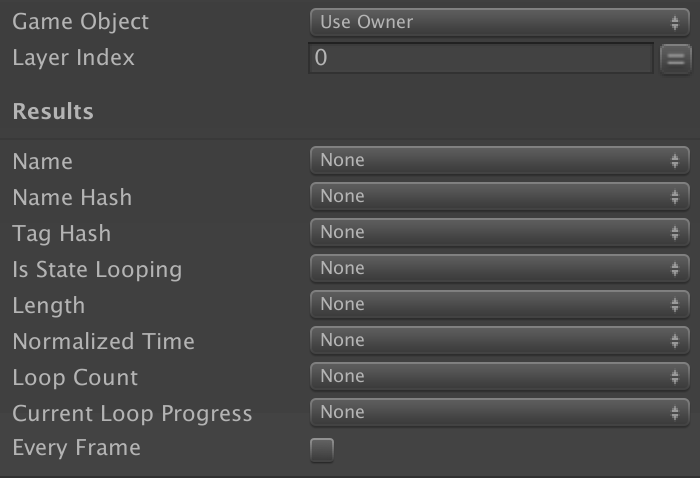 Game Object Use Owner
Layer Index 0
Results
Name None
Name Hash None
Tag Hash None
Is State Looping None
Length None
Normalized Time None
Loop Count None
Current Loop Progress None
Every Frame